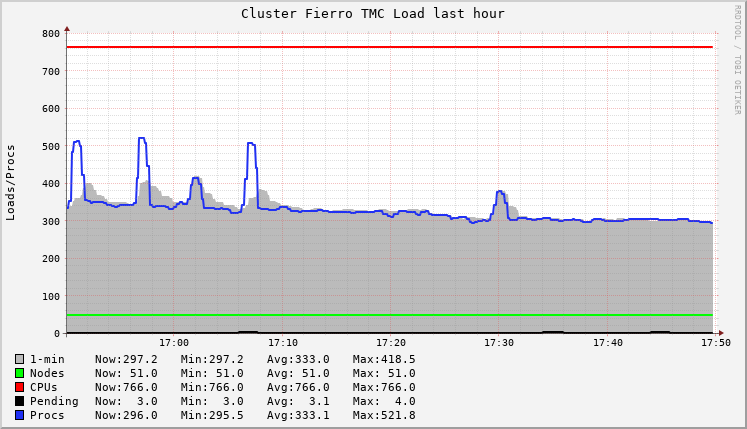 Cluster Fierro TMC Load last hour
RRDTOOL / TOBI OETIKER
Loads/Procs
800
700
600
500
400
300
200
100
0
17:00 17:10 17:20 17:30 17:40 17:50
1-min Now:297.2 Min:297.2 Avg:333.0 Max:418.5
Nodes Now: 51.0 Min: 51.0 Avg: 51.0 Max: 51.0
CPUs Now:766.0 Min:766.0 Avg:766.0 Max:766.0
Pending Now: 3.0 Min: 3.0 Avg: 3.1 Max: 4.0
Procs Now:296.0 Min:295.5 Avg:333.1 Max:521.8